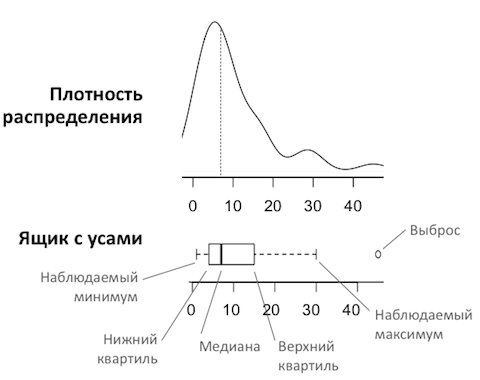 Плотность
распределения
0 10 20 30 40
Ящик с усами
Выброс
Наблюдаемый
минимум
0 10 20 30 40
Наблюдаемый
максимум
Нижний
квартиль
Медиана
Верхний
квартиль